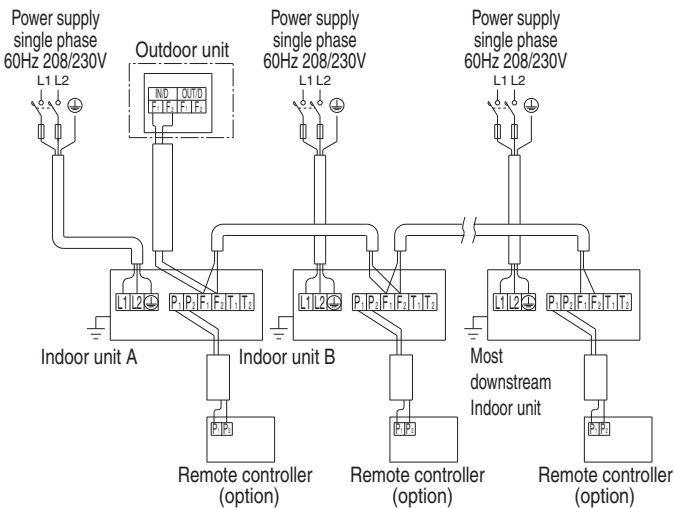 Power supply
single phase
60Hz 208/230V
L1 L2
Outdoor unit
IN/D OUT/D
F1 F2 F1 F2
Power supply
single phase
60Hz 208/230V
L1 L2
Power supply
single phase
60Hz 208/230V
L1 L2
L1 L2
P1 P2 F1 F2 T1 T2
L1 L2
P1 P2 F1 F2 T1 T2
L1 L2
P1 P2 F1 F2 T1 T2
Indoor unit A
Indoor unit B
Most
downstream
Indoor unit
P1 P2
P1 P2
P1 P2
Remote controller
(option)
Remote controller
(option)
Remote controller
(option)